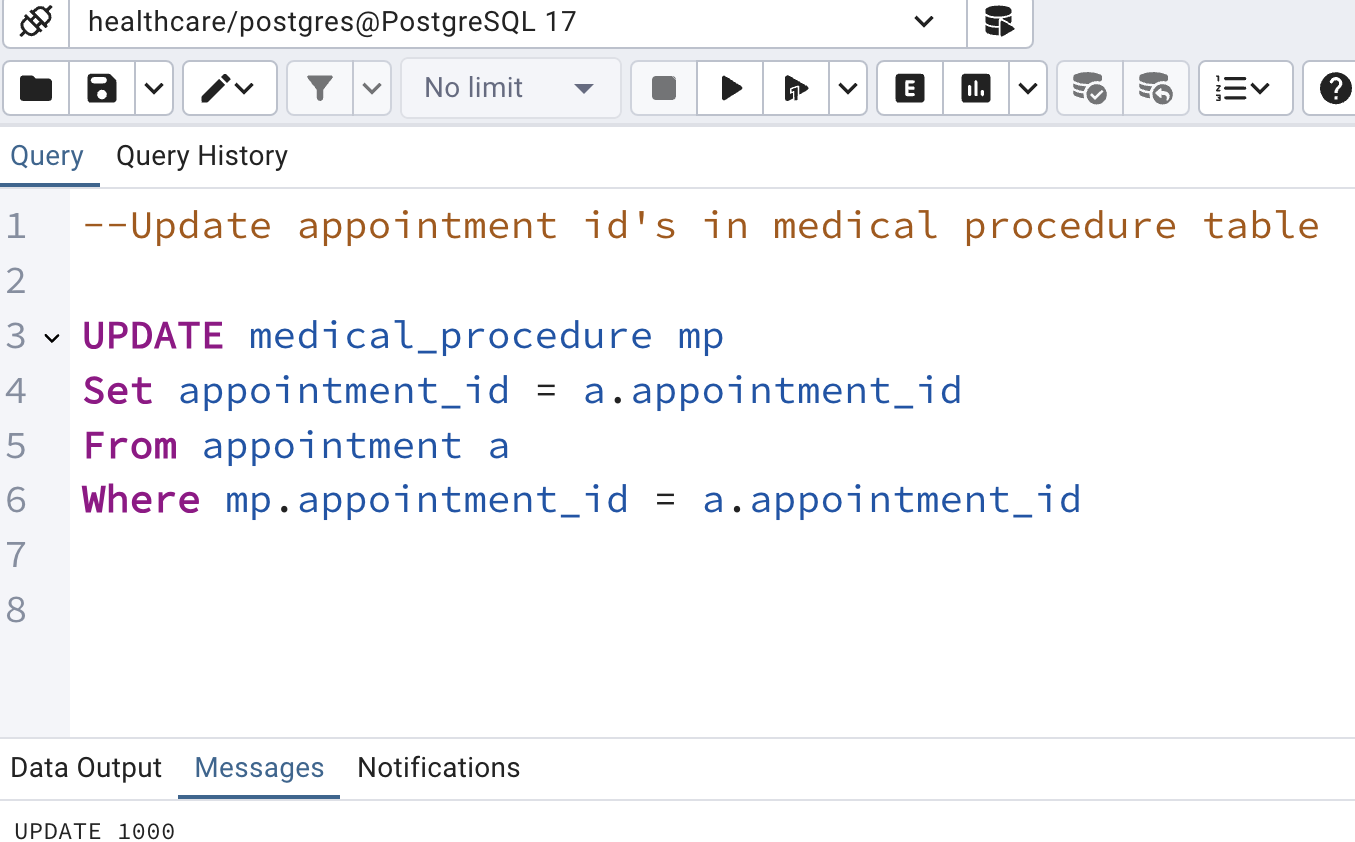 healthcare/postgres@PostgreSQL 17
No limit
E
Query Query History
1 --Update appointment id's in medical procedure table
2
3 UPDATE medical_procedure mp
4 Set appointment_id = a.appointment_id
5 From appointment a
6 Where mp.appointment_id = a.appointment_id
7
8
Data Output Messages Notifications
UPDATE 1000